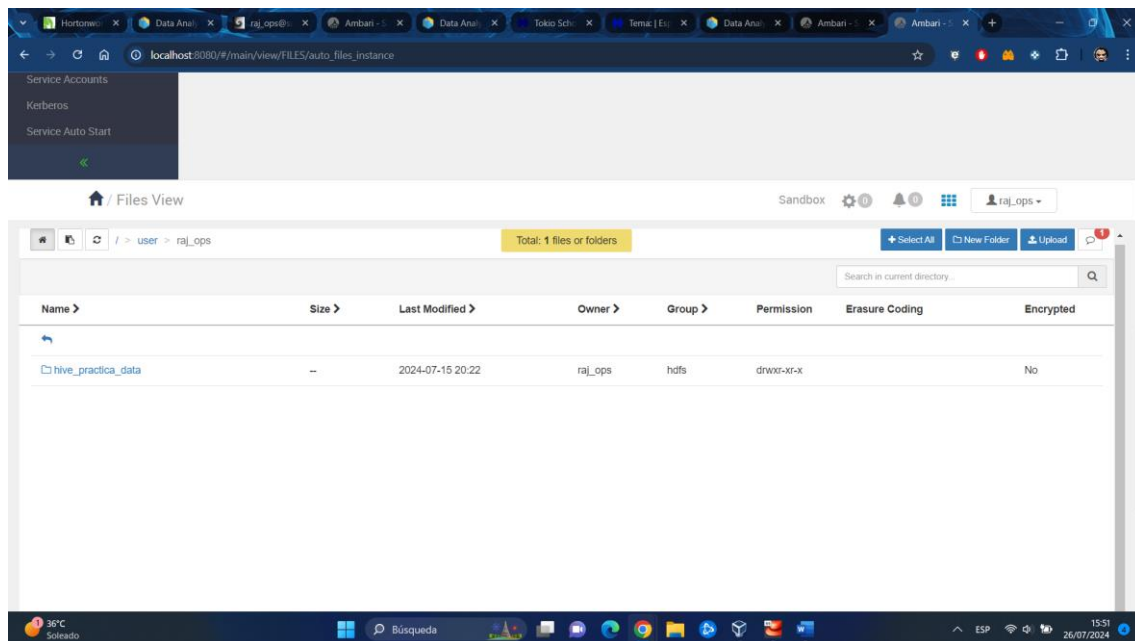 Hortonwo
Data Analy
raj_ops@s
Ambari - S
Data Analy
Tokio Scho
Tema: | Esp
Data Analy
Ambari - S
Ambari - S
localhost:8080/#/main/view/FILES/auto_files_instance
Service Accounts
Kerberos
Service Auto Start
/ Files View
Sandbox
0
0
raj_ops
/ > user > raj_ops
Total: 1 files or folders
Select All
New Folder
Upload
1
Search in current directory..
Name
Size
Last Modified
Owner
Group
Permission
Erasure Coding
Encrypted
hive_practica_data
--
2024-07-15 20:22
raj_ops
hdfs
drwxr-xr-x
No
1
36°C
Soleado
Búsqueda
ESP
15:51
26/07/2024